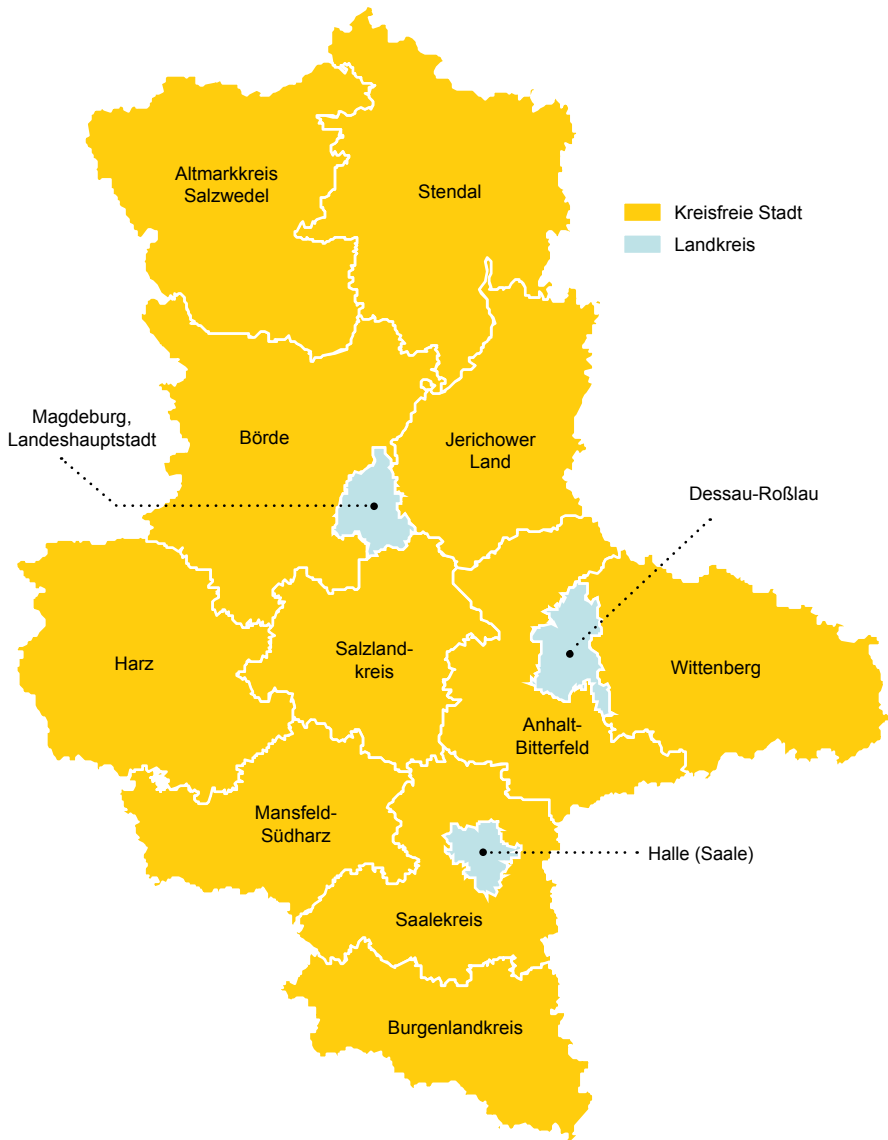 Altmarkkreis
Salzwedel
Stendal
Kreisfreie Stadt
Landkreis
Magdeburg,
Landeshauptstadt
Börde
Jerichower
Land
Dessau-Roßlau
Harz
Salzland-
kreis
Wittenberg
Anhalt-
Bitterfeld
Mansfeld-
Südharz
Halle (Saale)
Saalekreis
Burgenlandkreis